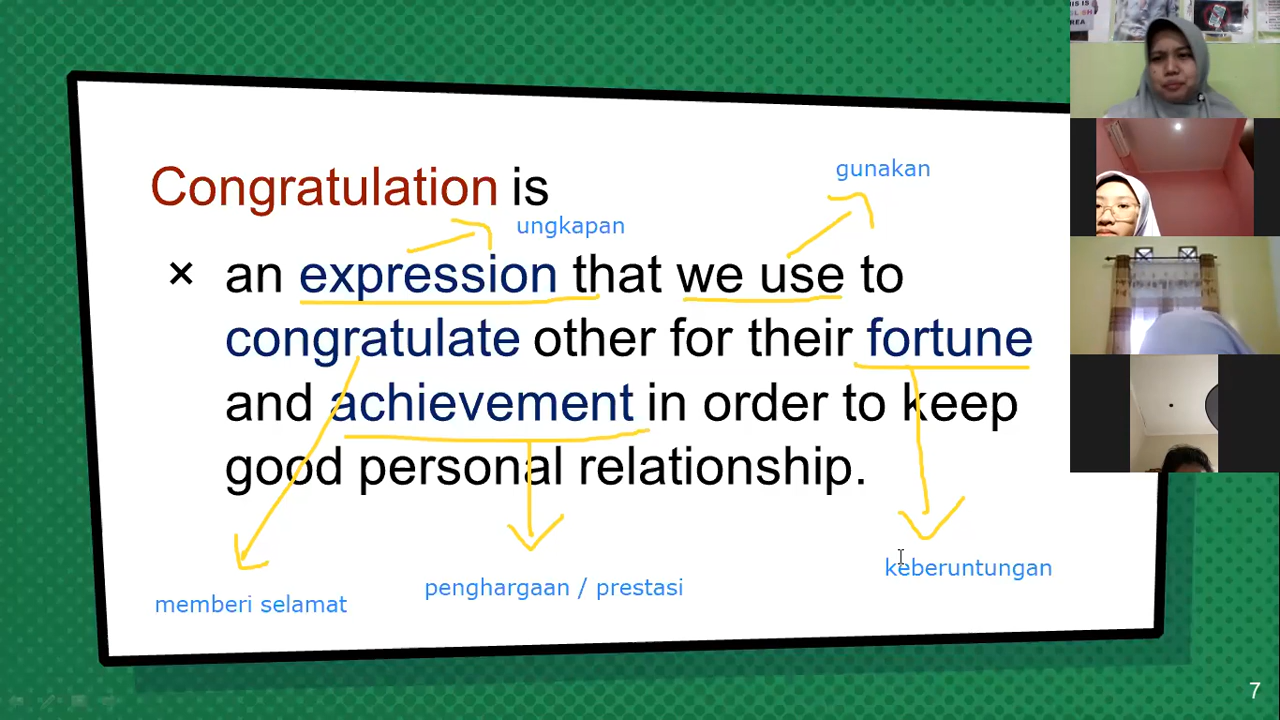 Congratulation is
gunakan
ungkapan
× an expression that we use to
congratulate other for their fortune
and achievement in order to keep
good personal relationship.
keberuntungan
penghargaan / prestasi
memberi selamat
7